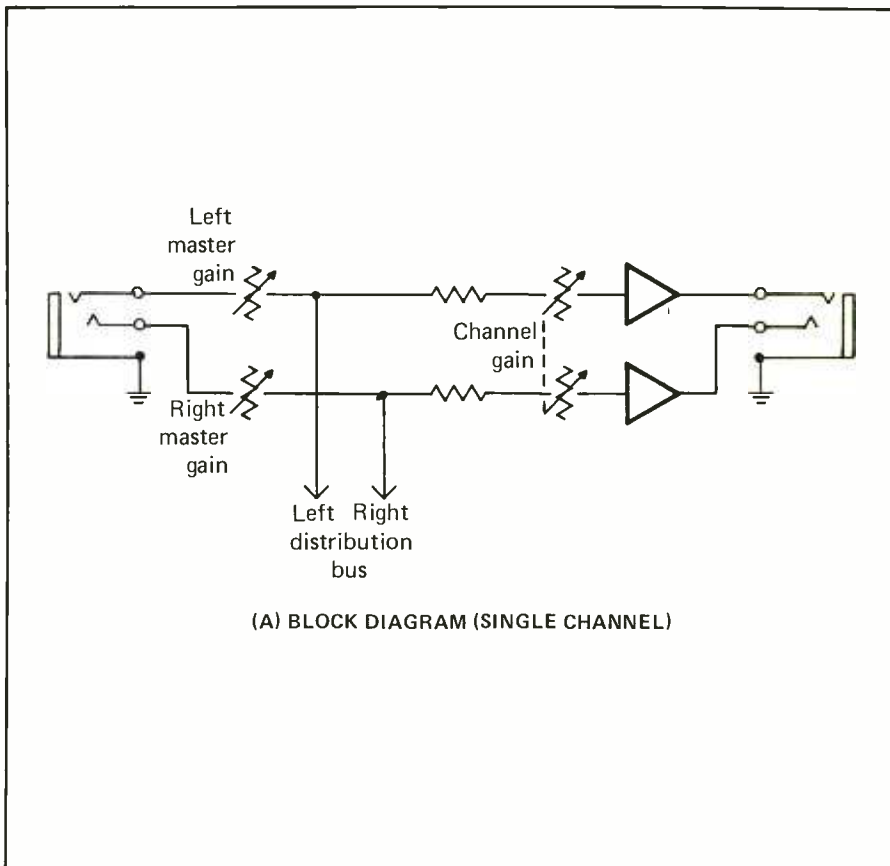 Left
master
gain
Channel
gain
Right
master
gain
Left Right
distribution
bus
(A) BLOCK DIAGRAM (SINGLE CHANNEL)